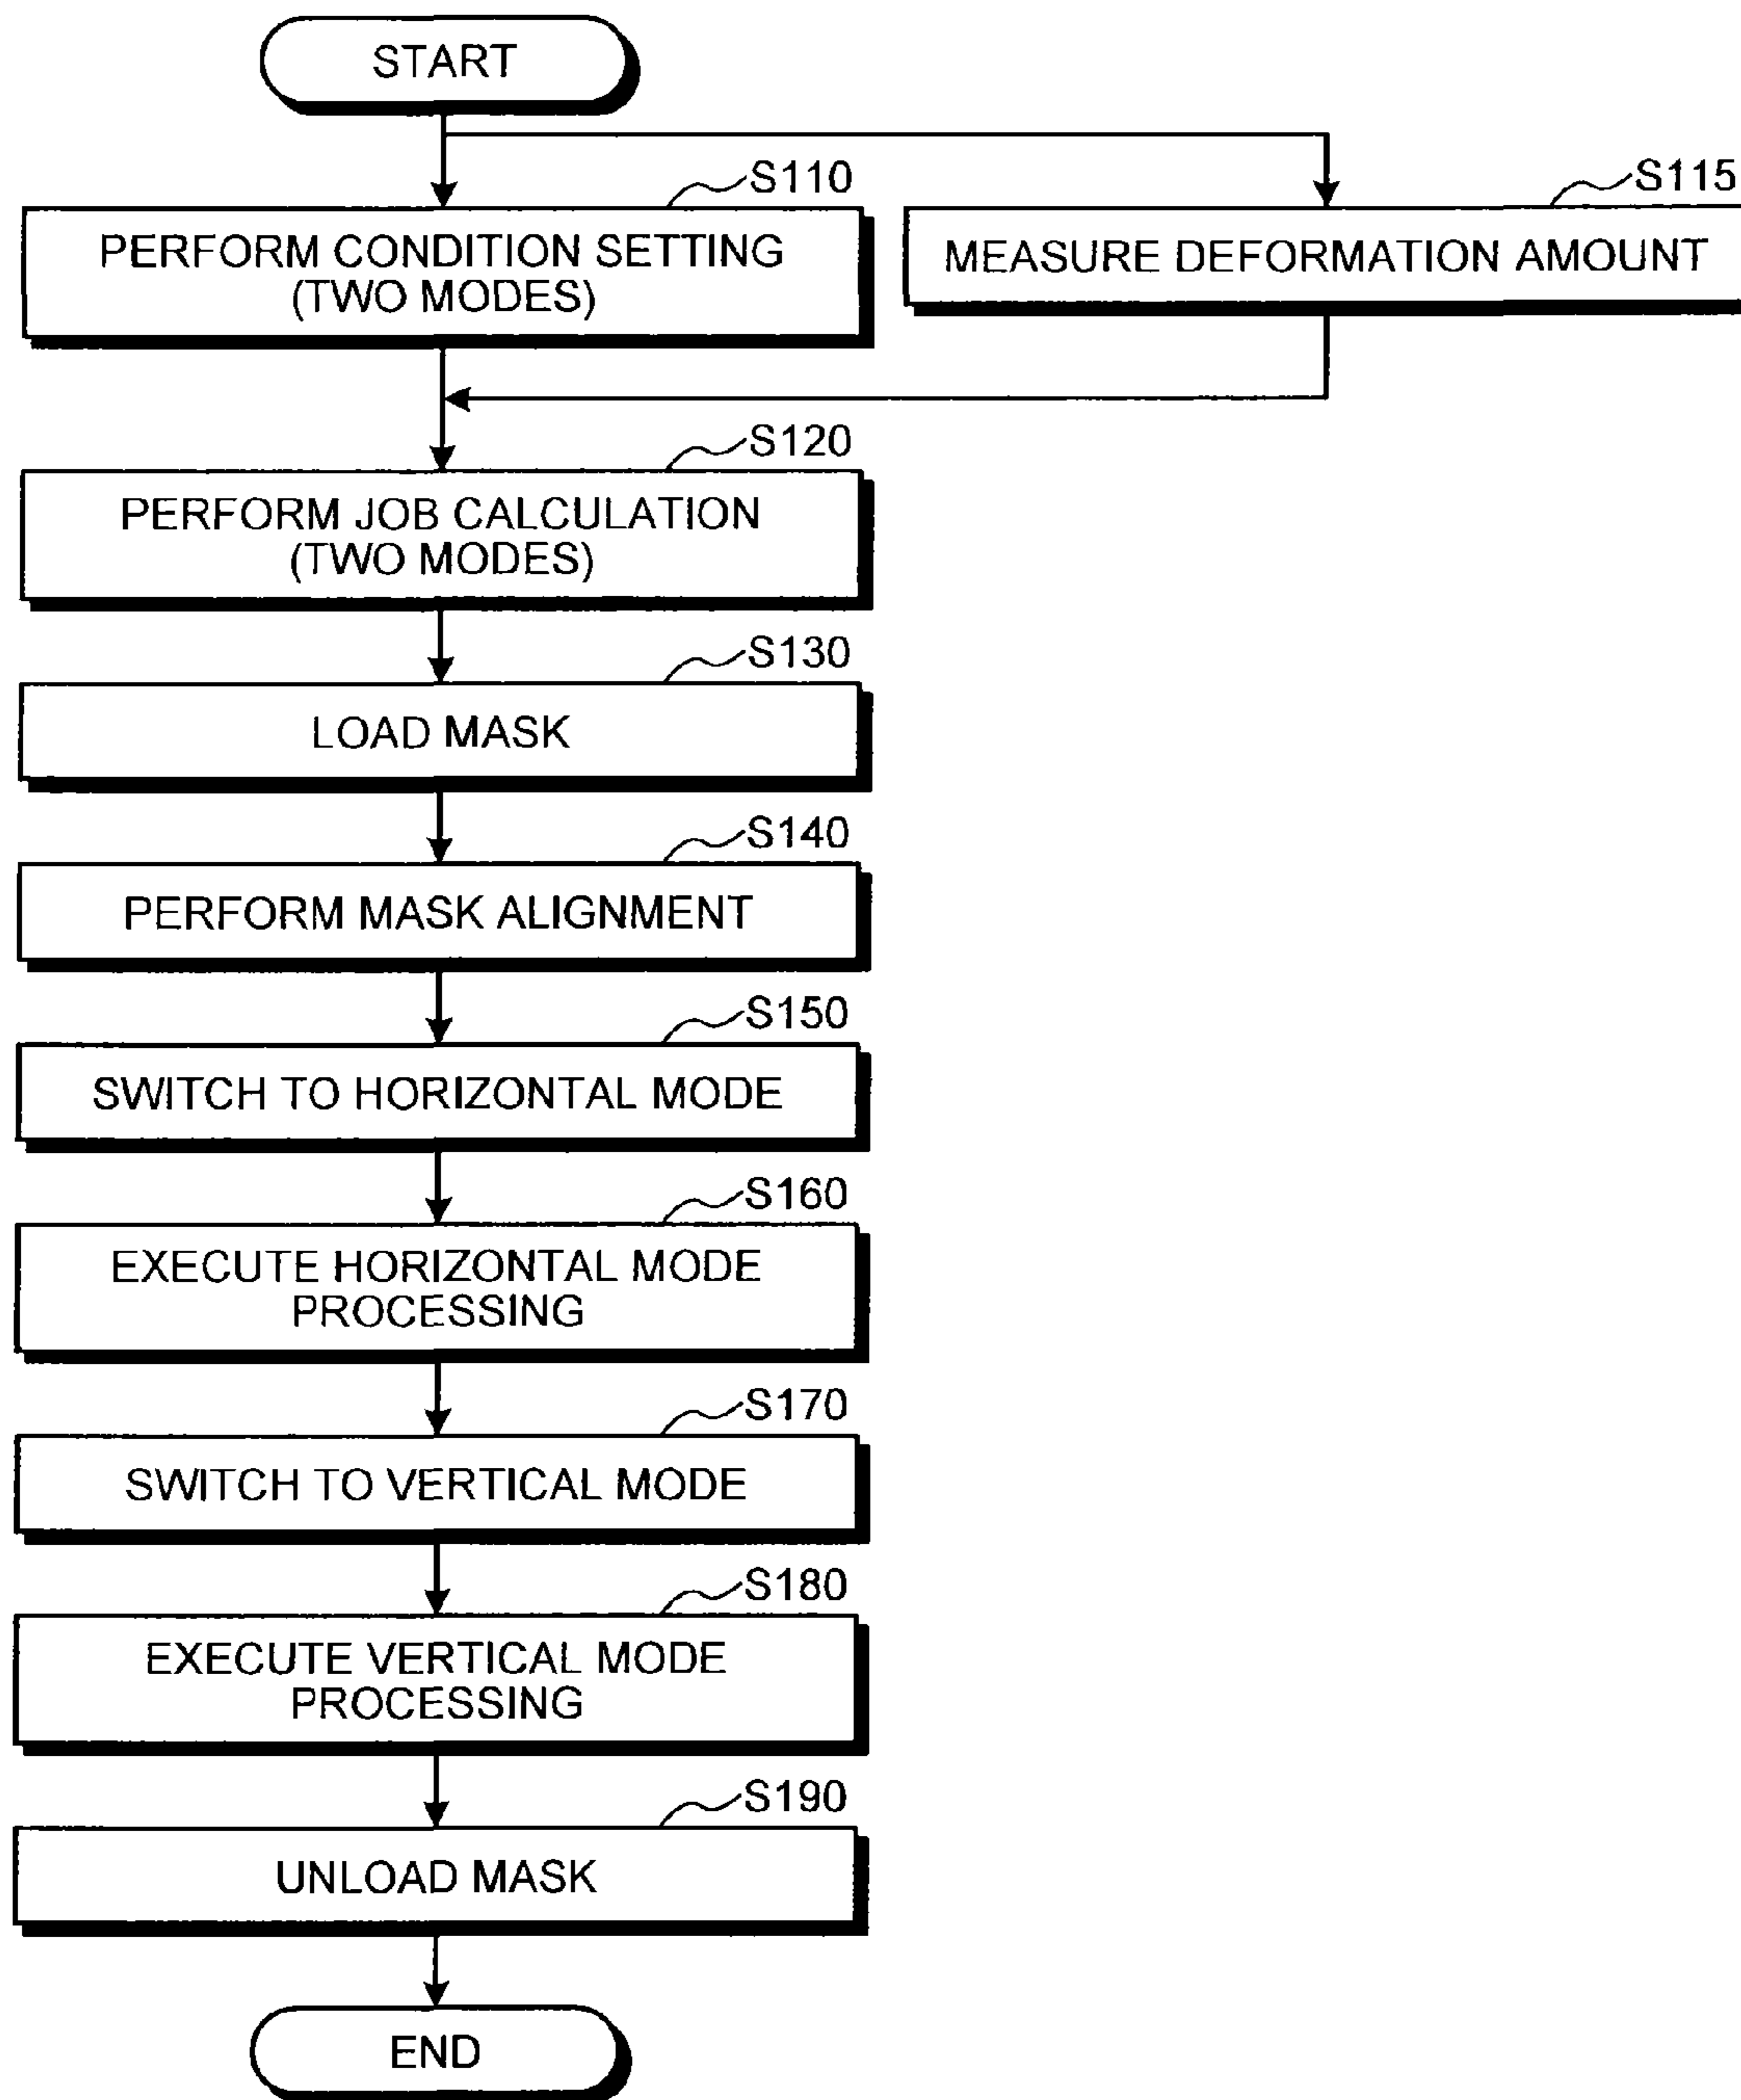 START
S110
PERFORM CONDITION SETTING
(TWO MODES)
S115
MEASURE DEFORMATION AMOUNT
S120
PERFORM JOB CALCULATION
(TWO MODES)
S130
LOAD MASK
S140
PERFORM MASK ALIGNMENT
S150
SWITCH TO HORIZONTAL MODE
S160
EXECUTE HORIZONTAL MODE
PROCESSING
S170
SWITCH TO VERTICAL MODE
S180
EXECUTE VERTICAL MODE
PROCESSING
S190
UNLOAD MASK
END